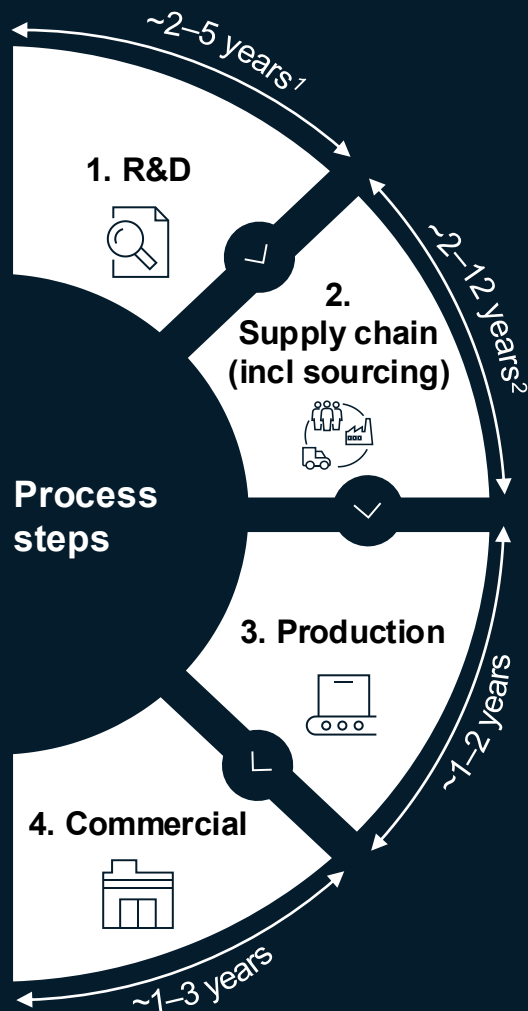 ~2–5 years¹
1. R&D
~2–12 years²
2.
Supply chain
(incl sourcing)
Process
steps
3. Production
~1–2 years
4. Commercial
~1–3 years